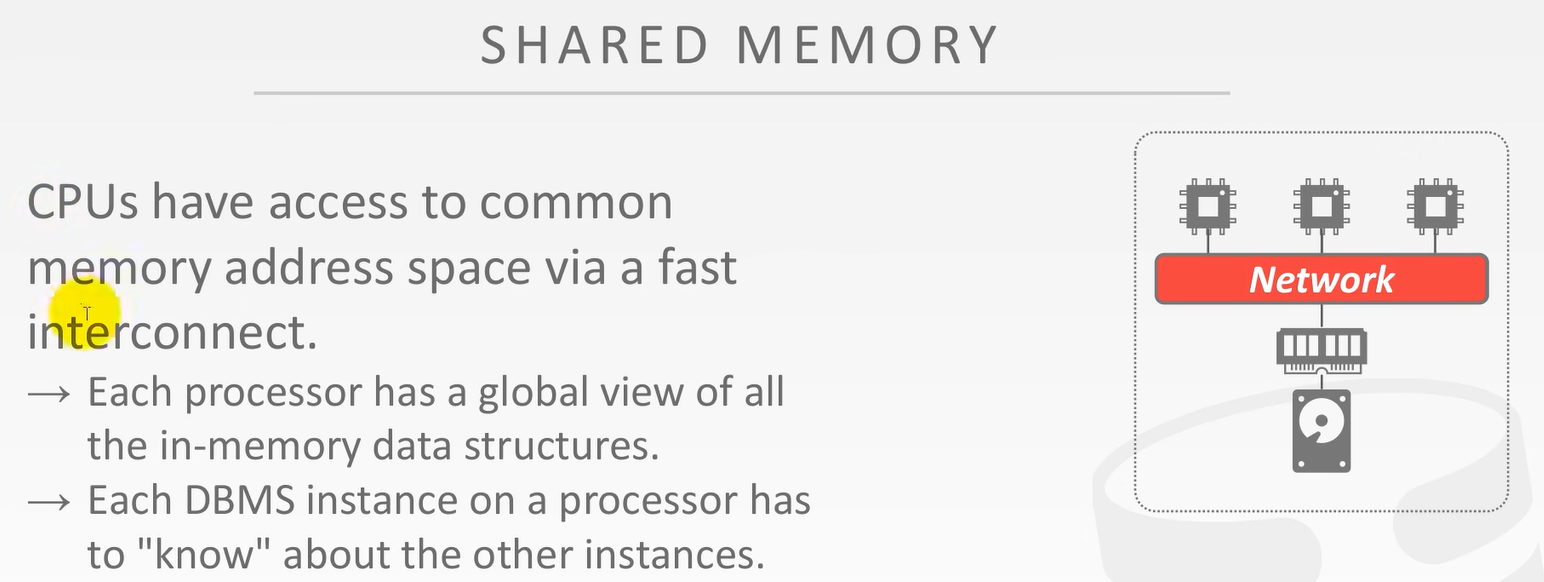 SHARED MEMORY
CPUs have access to common
memory address space via a fast
interconnect.
→ Each processor has a global view of all
the in-memory data structures.
→ Each DBMS instance on a processor has
to "know" about the other instances.
Network